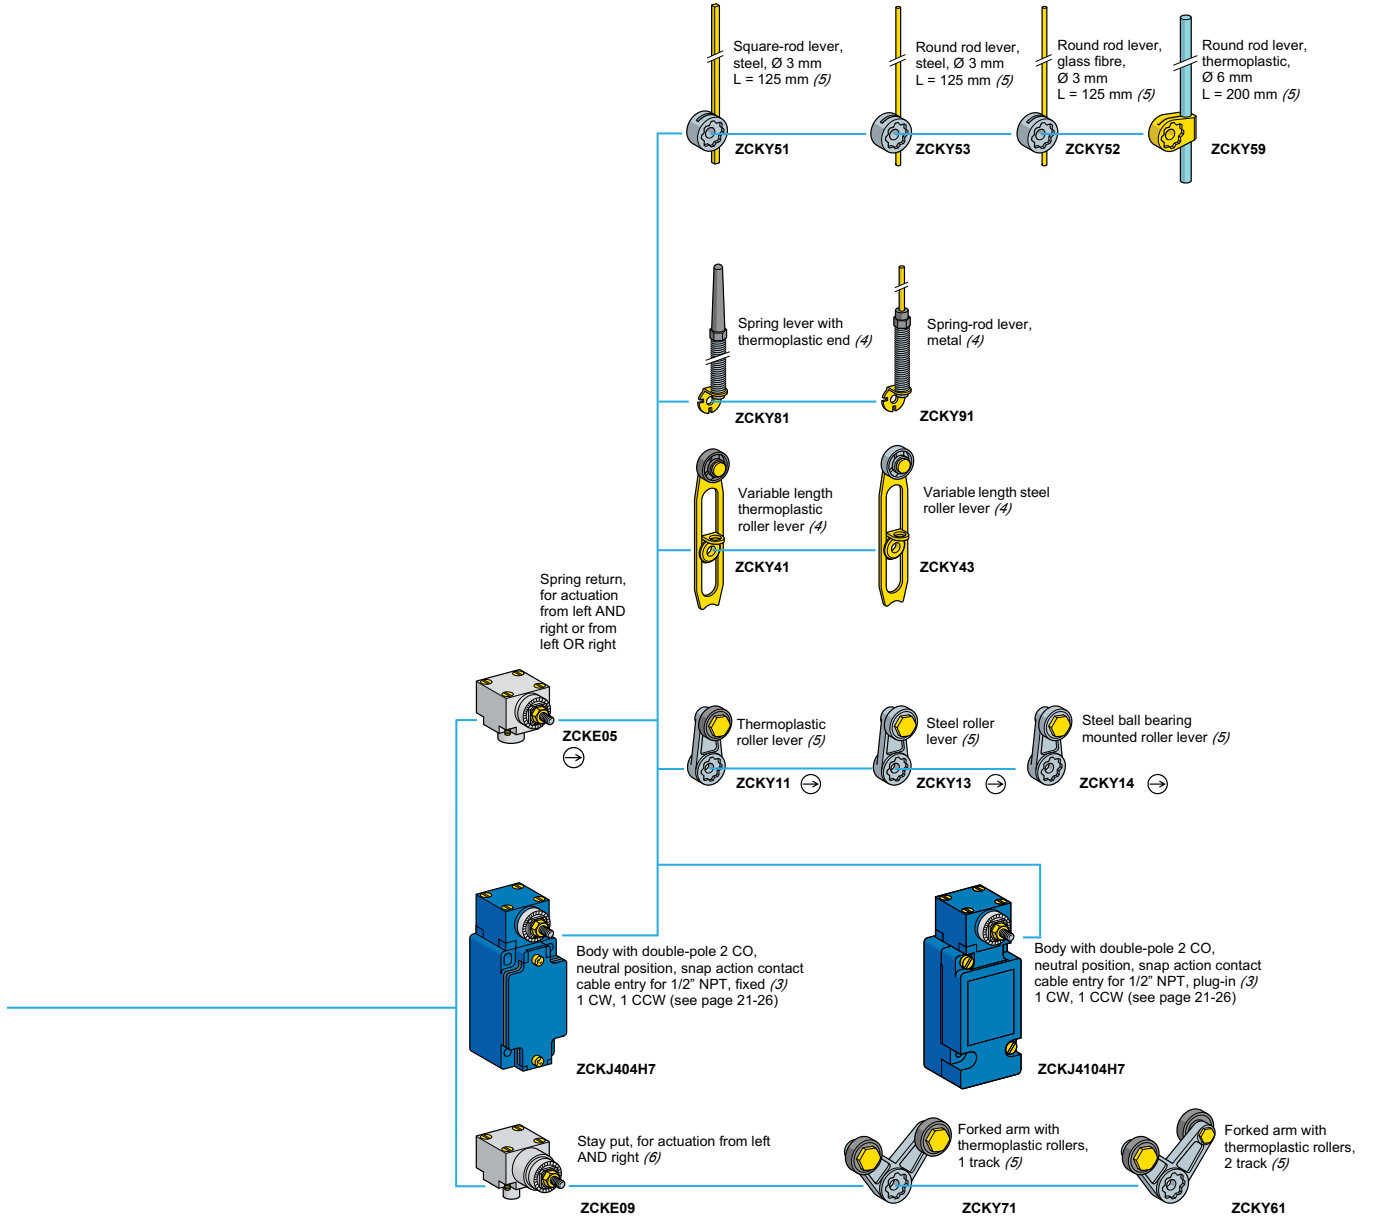 Square-rod lever,
steel, Ø 3 mm
L = 125 mm (5)
ZCKY51
Round rod lever,
steel, Ø 3 mm
L = 125 mm (5)
ZCKY53
Round rod lever,
glass fibre,
Ø 3 mm
L = 125 mm (5)
ZCKY52
Round rod lever,
thermoplastic,
Ø 6 mm
L = 200 mm (5)
ZCKY59
Spring lever with
thermoplastic end (4)
ZCKY81
Spring-rod lever,
metal (4)
ZCKY91
Variable length
thermoplastic
roller lever (4)
ZCKY41
Variable length steel
roller lever (4)
ZCKY43
Spring return,
for actuation
from left AND
right or from
left OR right
ZCKE05
Thermoplastic
roller lever (5)
ZCKY11
Steel roller
lever (5)
ZCKY13
Steel ball bearing
mounted roller lever (5)
ZCKY14
Body with double-pole 2 CO,
neutral position, snap action contact
cable entry for 1/2” NPT, fixed (3)
1 CW, 1 CCW (see page 21-26)
ZCKJ404H7
Body with double-pole 2 CO,
neutral position, snap action contact
cable entry for 1/2” NPT, plug-in (3)
1 CW, 1 CCW (see page 21-26)
ZCKJ4104H7
Stay put, for actuation from left
AND right (6)
ZCKE09
Forked arm with
thermoplastic rollers,
1 track (5)
ZCKY71
Forked arm with
thermoplastic rollers,
2 track (5)
ZCKY61